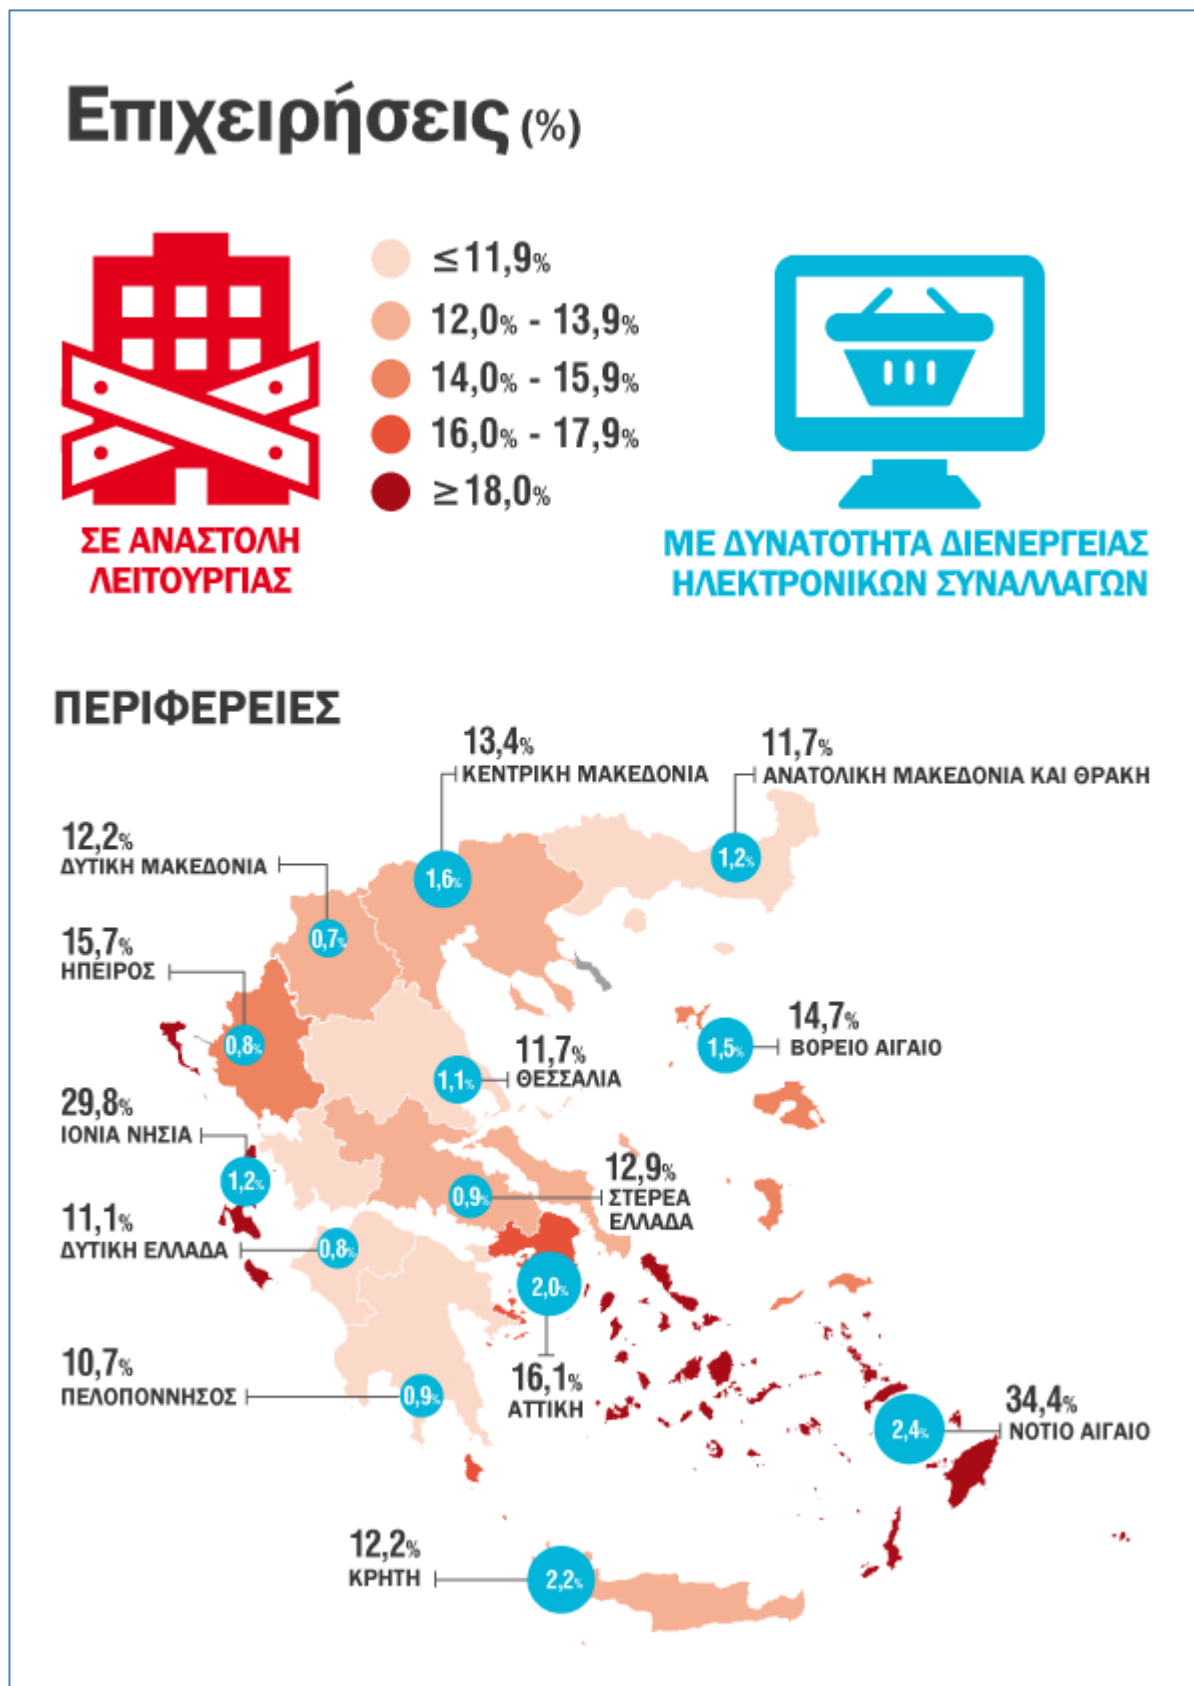 Επιχειρήσεις (%)
≤ 11,9%
12,0% - 13,9%
14,0% - 15,9%
16,0% - 17,9%
≥ 18,0%
ΣΕ ΑΝΑΣΤΟΛΗ
ΛΕΙΤΟΥΡΓΙΑΣ
ΜΕ ΔΥΝΑΤΟΤΗΤΑ ΔΙΕΝΕΡΓΕΙΑΣ
ΗΛΕΚΤΡΟΝΙΚΩΝ ΣΥΝΑΛΛΑΓΩΝ
ΠΕΡΙΦΕΡΕΙΕΣ
13,4%
ΚΕΝΤΡΙΚΗ ΜΑΚΕΔΟΝΙΑ
1,6%
11,7%
ΑΝΑΤΟΛΙΚΗ ΜΑΚΕΔΟΝΙΑ ΚΑΙ ΘΡΑΚΗ
1,2%
12,2%
ΔΥΤΙΚΗ ΜΑΚΕΔΟΝΙΑ
0,7%
15,7%
ΗΠΕΙΡΟΣ
0,8%
14,7%
ΒΟΡΕΙΟ ΑΙΓΑΙΟ
1,5%
11,7%
ΘΕΣΣΑΛΙΑ
1,1%
29,8%
ΙΟΝΙΑ ΝΗΣΙΑ
1,2%
12,9%
ΣΤΕΡΕΑ
ΕΛΛΑΔΑ
0,9%
11,1%
ΔΥΤΙΚΗ ΕΛΛΑΔΑ
0,8%
2,0%
16,1%
ΑΤΤΙΚΗ
10,7%
ΠΕΛΟΠΟΝΝΗΣΟΣ
0,9%
34,4%
ΝΟΤΙΟ ΑΙΓΑΙΟ
2,4%
12,2%
ΚΡΗΤΗ
2,2%